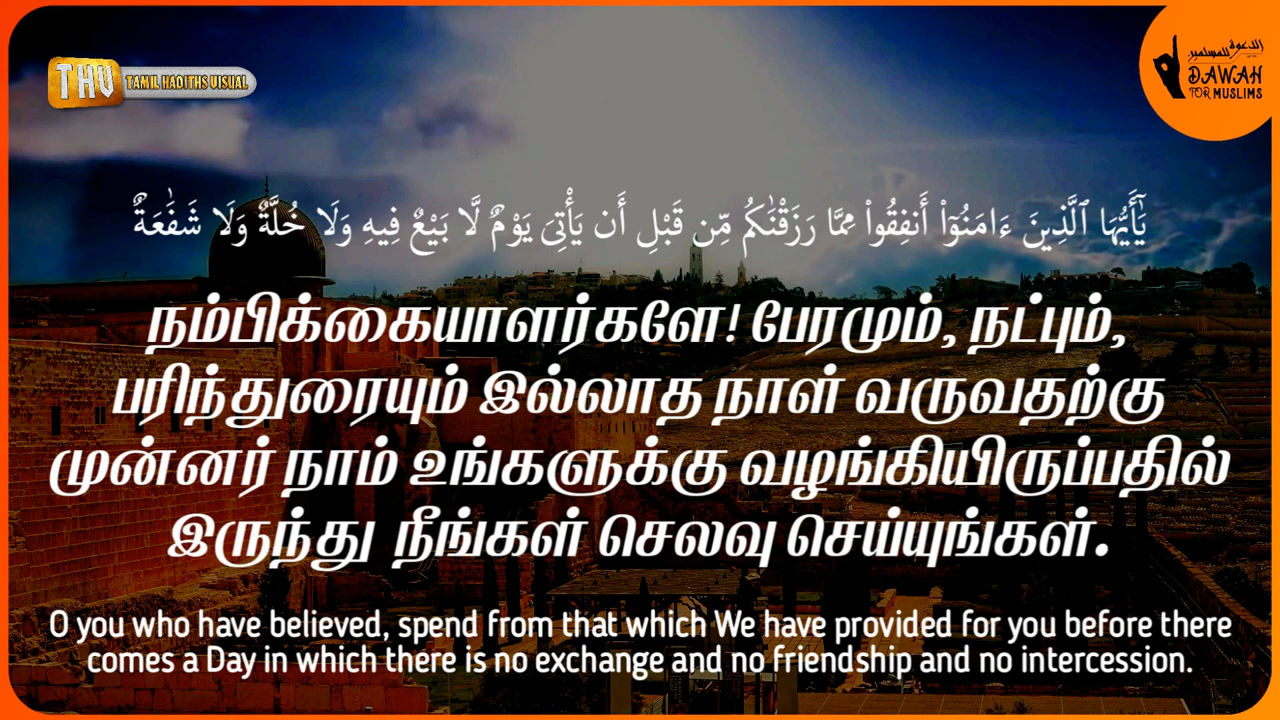 THV TAMIL HADITHS VISUAL
الدعوة للمسلمين
DAWAH
FOR MUSLIMS
يَٰٓأَيُّهَا ٱلَّذِينَ ءَامَنُوٓا۟ أَنفِقُوا۟ مِمَّا رَزَقْنَٰكُم مِّن قَبْلِ أَن يَأْتِىَ يَوْمٌ لَّا بَيْعٌ فِيهِ وَلَا خُلَّةٌ وَلَا شَفَٰعَةٌ
நம்பிக்கையாளர்களே! பேரமும், நட்பும்,
பரிந்துரையும் இல்லாத நாள் வருவதற்கு
முன்னர் நாம் உங்களுக்கு வழங்கியிருப்பதில்
இருந்து நீங்கள் செலவு செய்யுங்கள்.
O you who have believed, spend from that which We have provided for you before there
comes a Day in which there is no exchange and no friendship and no intercession.